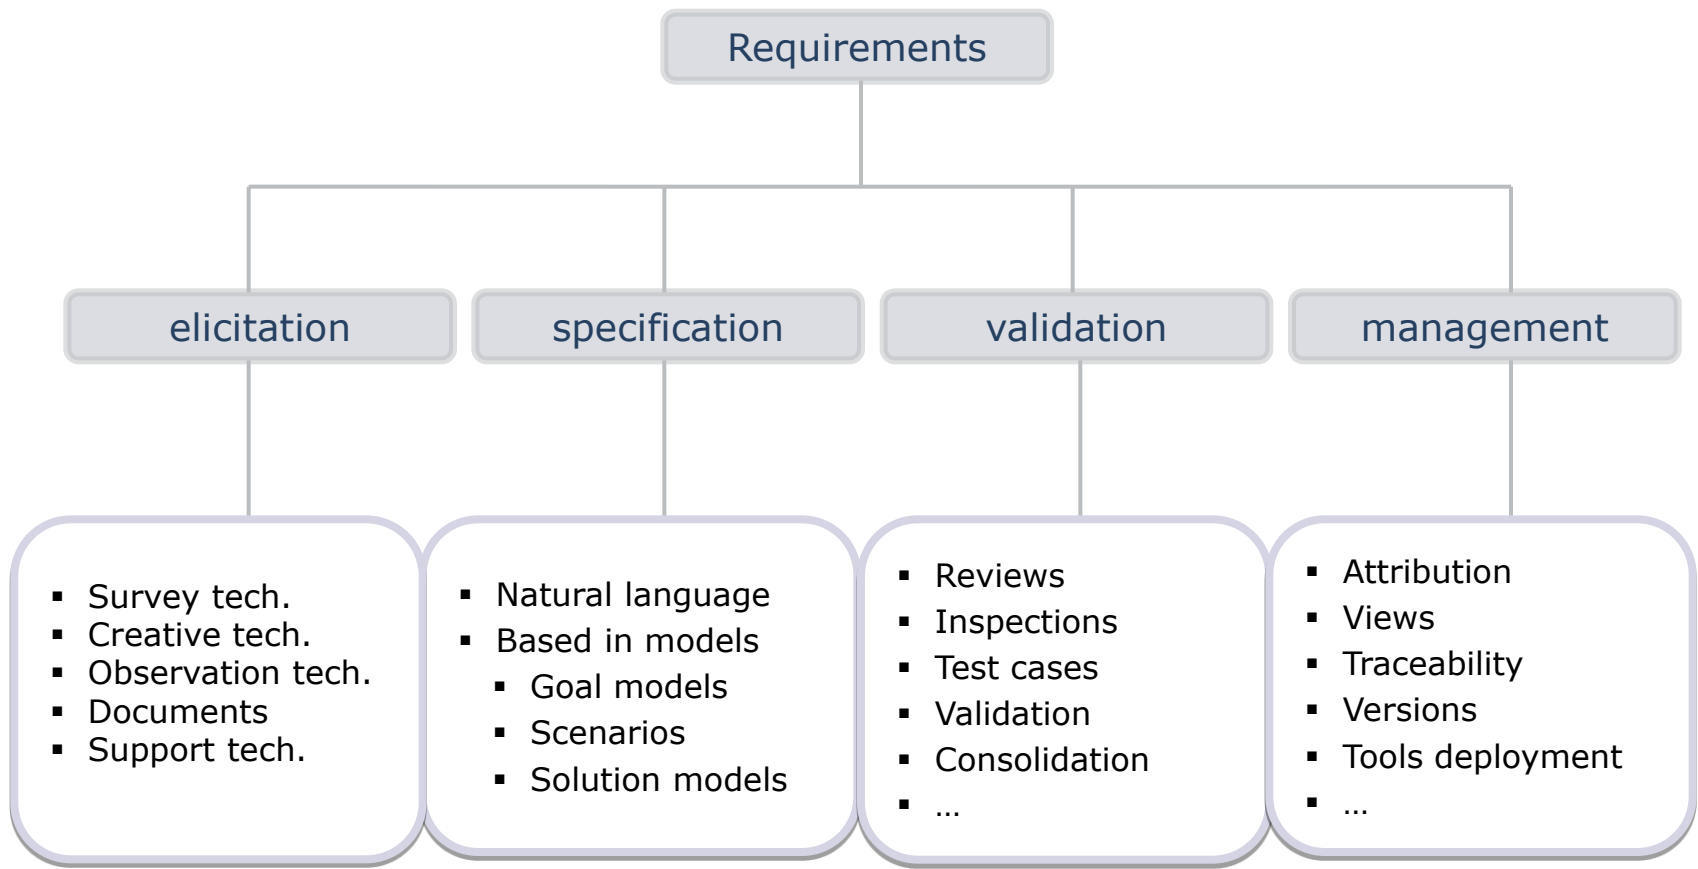 Requirements
elicitation
specification
validation
management
▪ Survey tech.
▪ Creative tech.
▪ Observation tech.
▪ Documents
▪ Support tech.
▪ Natural language
▪ Based in models
▪ Goal models
▪ Scenarios
▪ Solution models
▪ Reviews
▪ Inspections
▪ Test cases
▪ Validation
▪ Consolidation
▪ …
▪ Attribution
▪ Views
▪ Traceability
▪ Versions
▪ Tools deployment
▪ …